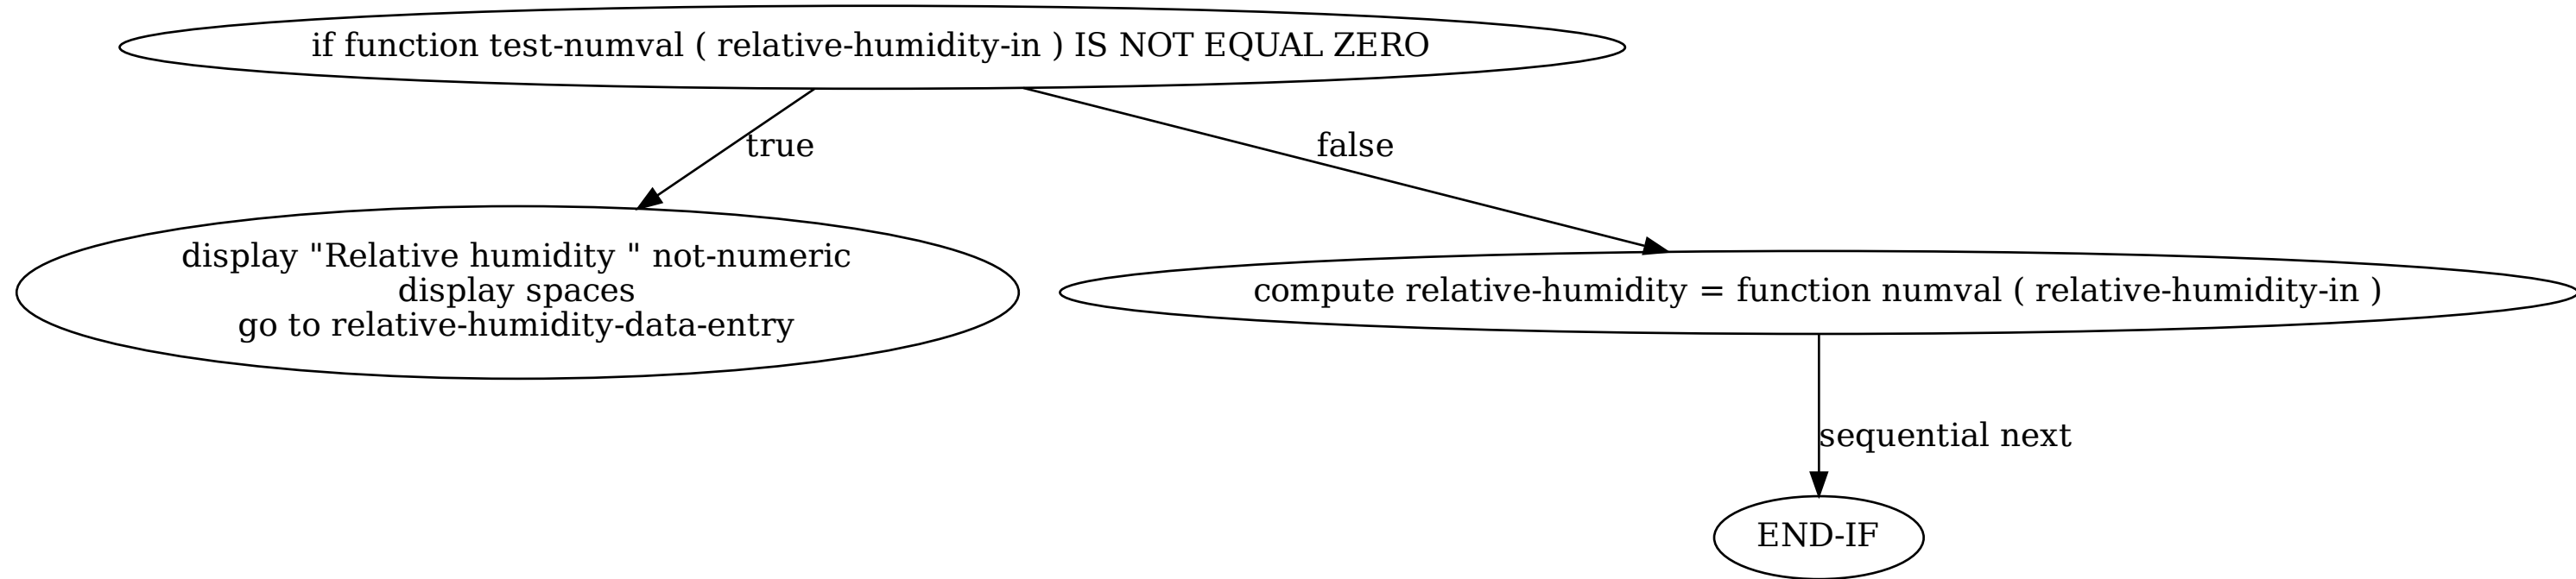 if function test-numval ( relative-humidity-in ) IS NOT EQUAL ZERO
true
false
display "Relative humidity " not-numeric
display spaces
go to relative-humidity-data-entry
compute relative-humidity = function numval ( relative-humidity-in )
sequential next
END-IF